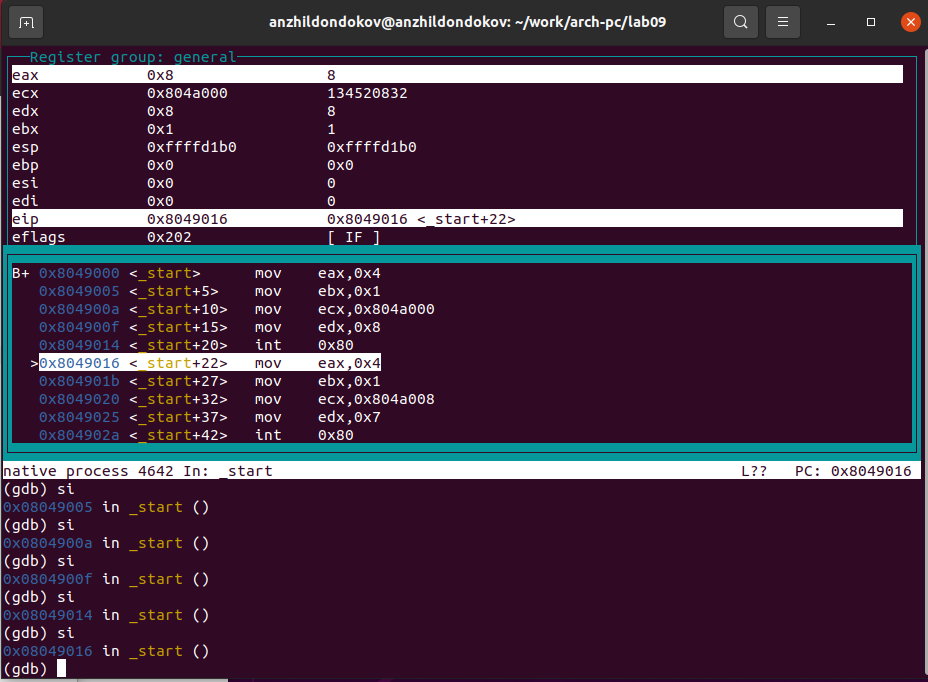 anzhildondokov@anzhildondokov: ~/work/arch-pc/lab09
Register group: general
eax 0x8 8
ecx 0x804a000 134520832
edx 0x8 8
ebx 0x1 1
esp 0xffffd1b0 0xffffd1b0
ebp 0x0 0x0
esi 0x0 0
edi 0x0 0
eip 0x8049016 0x8049016 <_start+22>
eflags 0x202 [ IF ]
B+ 0x8049000 <_start> mov eax,0x4
0x8049005 <_start+5> mov ebx,0x1
0x804900a <_start+10> mov ecx,0x804a000
0x804900f <_start+15> mov edx,0x8
0x8049014 <_start+20> int 0x80
>0x8049016 <_start+22> mov eax,0x4
0x804901b <_start+27> mov ebx,0x1
0x8049020 <_start+32> mov ecx,0x804a008
0x8049025 <_start+37> mov edx,0x7
0x804902a <_start+42> int 0x80
native process 4642 In: _start L?? PC: 0x8049016
(gdb) si
0x08049005 in _start ()
(gdb) si
0x0804900a in _start ()
(gdb) si
0x0804900f in _start ()
(gdb) si
0x08049014 in _start ()
(gdb) si
0x08049016 in _start ()
(gdb)